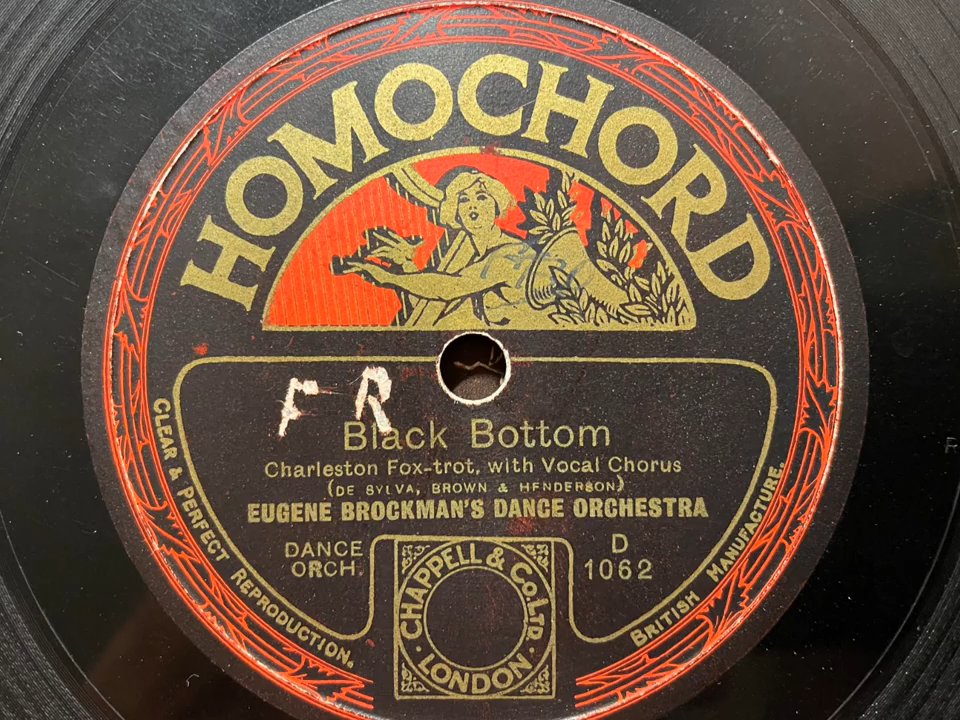 HOMOCHORD
F R
Black Bottom
Charleston Fox-trot, with Vocal Chorus
(DE SYLVA, BROWN & HENDERSON)
EUGENE BROCKMAN'S DANCE ORCHESTRA
DANCE
ORCH.
D
1062
CHAPPELL & CO. LTD.
· LONDON ·
CLEAR & PERFECT REPRODUCTION.
BRITISH MANUFACTURE.